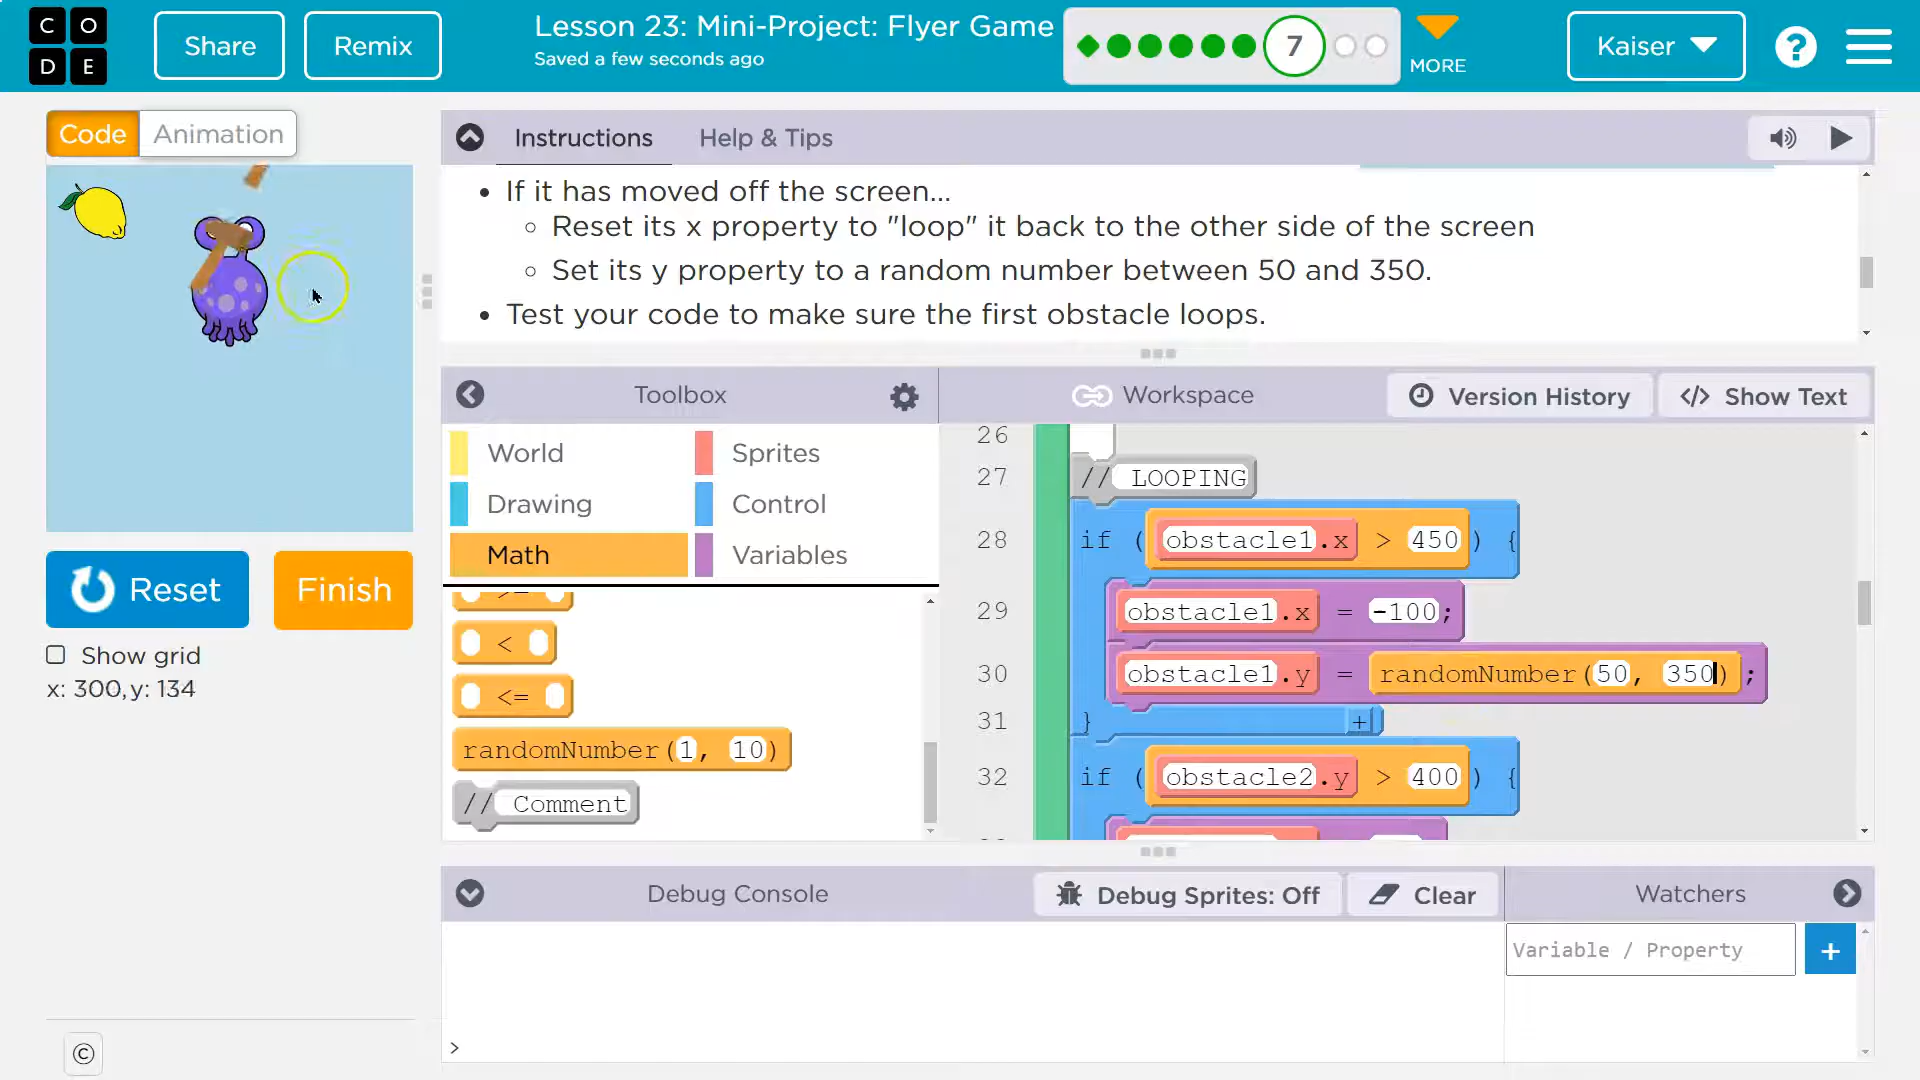 CO
DE
Share
Remix
Lesson 23: Mini-Project: Flyer Game
Saved a few seconds ago
7
MORE
Kaiser
?
Code
Animation
Instructions
Help & Tips
• If it has moved off the screen...
◦ Reset its x property to "loop" it back to the other side of the screen
◦ Set its y property to a random number between 50 and 350.
• Test your code to make sure the first obstacle loops.
Reset
Finish
Show grid
x: 300, y: 134
Toolbox
World
Sprites
Drawing
Control
Math
Variables
>=
<
<=
randomNumber(1, 10)
// Comment
Workspace
Version History
</> Show Text
26
27 // LOOPING
28 if (obstacle1.x > 450) {
29 obstacle1.x = -100;
30 obstacle1.y = randomNumber(50, 350);
31 } +
32 if (obstacle2.y > 400) {
Debug Console
Debug Sprites: Off
Clear
Watchers
Variable / Property
+
>
©